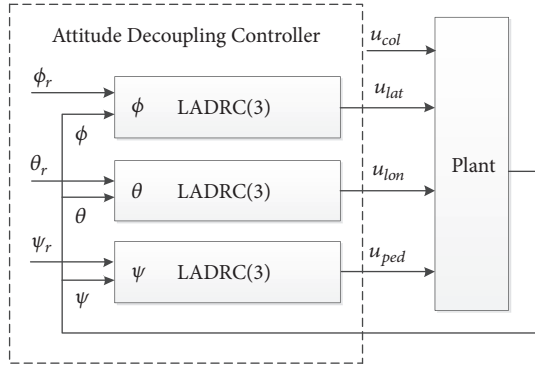 Attitude Decoupling Controller
u_col
ϕ_r
ϕ LADRC(3)
u_lat
ϕ
θ_r
θ LADRC(3)
u_lon
Plant
θ
ψ_r
ψ LADRC(3)
u_ped
ψ